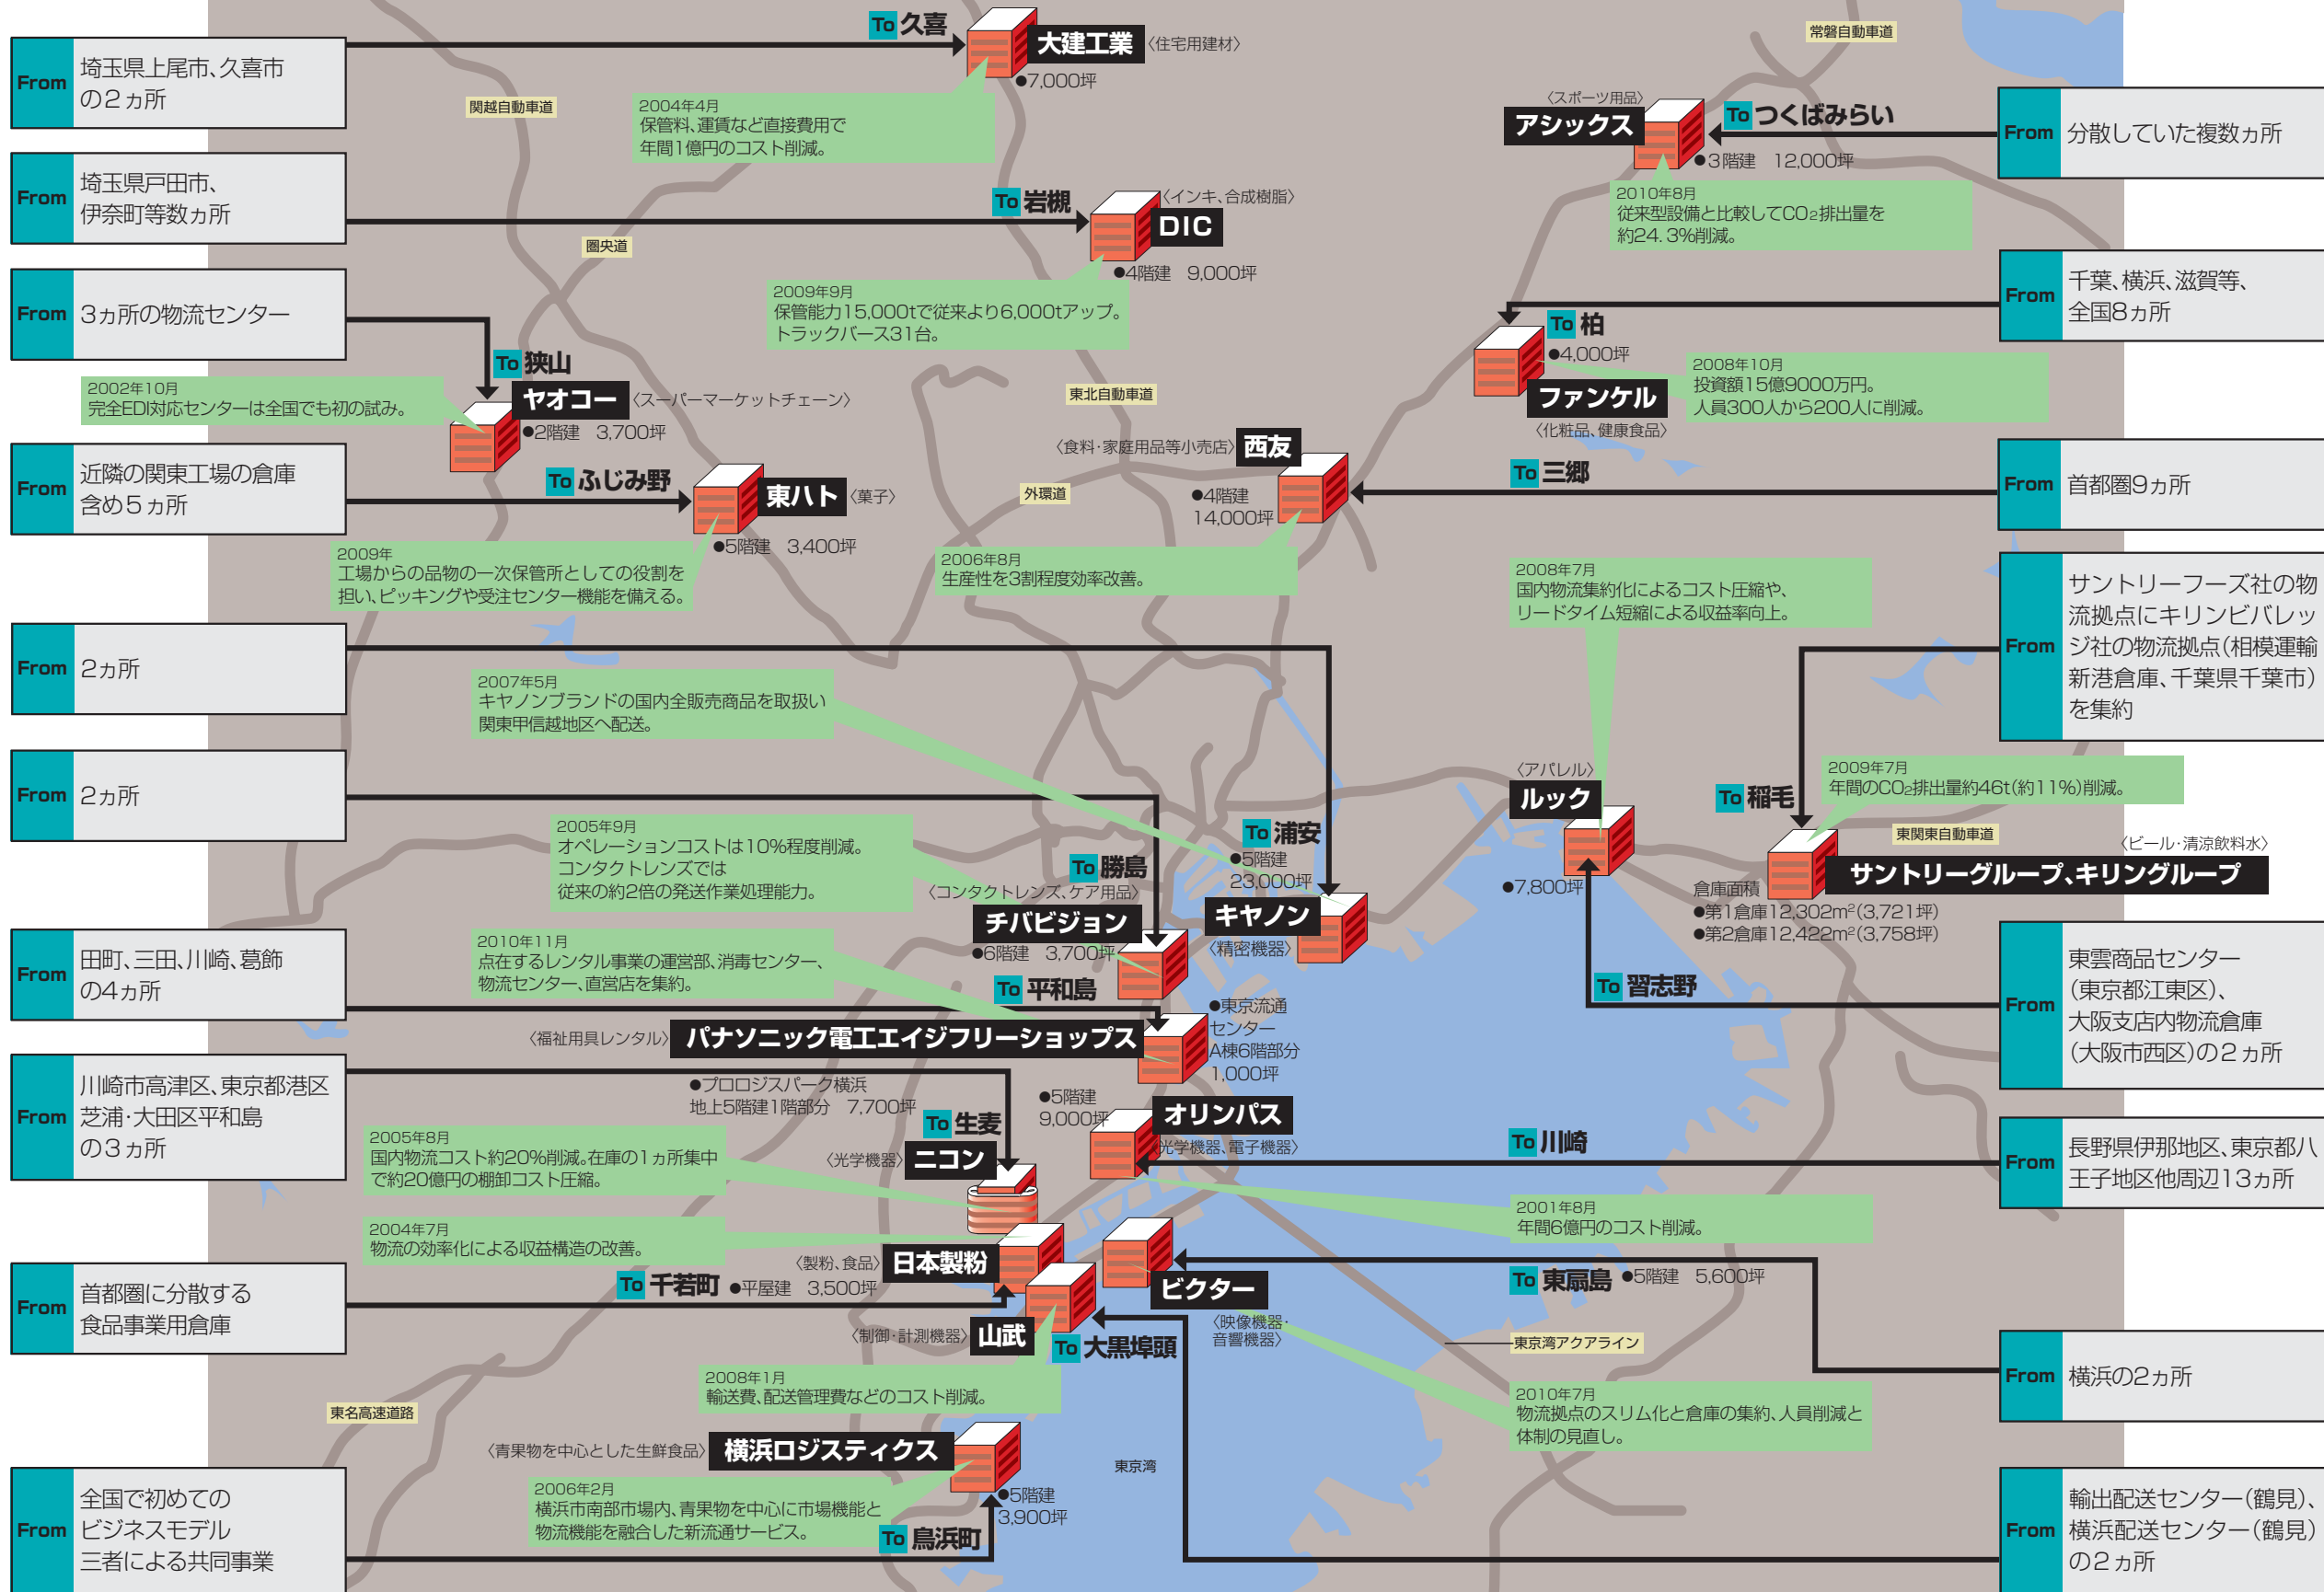 From
埼玉県上尾市、久喜市
の2ヵ所
To 久喜
大建工業
〈住宅用建材〉
●7,000坪
2004年4月
保管料、運賃など直接費用で
年間1億円のコスト削減。
関越自動車道
常磐自動車道
〈スポーツ用品〉
アシックス
To つくばみらい
●3階建 12,000坪
From
分散していた複数ヵ所
2010年8月
従来型設備と比較してCO₂排出量を
約24.3%削減。
From
埼玉県戸田市、
伊奈町等数ヵ所
To 岩槻
〈インキ、合成樹脂〉
DIC
●4階建 9,000坪
2009年9月
保管能力15,000tで従来より6,000tアップ。
トラックバース31台。
圏央道
From
千葉、横浜、滋賀等、
全国8ヵ所
To 柏
●4,000坪
ファンケル
〈化粧品、健康食品〉
2008年10月
投資額15億9000万円。
人員300人から200人に削減。
From
3ヵ所の物流センター
To 狭山
ヤオコー
〈スーパーマーケットチェーン〉
●2階建 3,700坪
2002年10月
完全EDI対応センターは全国でも初の試み。
東北自動車道
〈食料・家庭用品等小売店〉
西友
●4階建
14,000坪
To 三郷
From
首都圏9ヵ所
2006年8月
生産性を3割程度効率改善。
外環道
From
近隣の関東工場の倉庫
含め5ヵ所
To ふじみ野
東ハト
〈菓子〉
●5階建 3,400坪
2009年
工場からの品物の一次保管所としての役割を
担い、ピッキングや受注センター機能を備える。
2008年7月
国内物流集約化によるコスト圧縮や、
リードタイム短縮による収益率向上。
From
サントリーフーズ社の物
流拠点にキリンビバレッ
ジ社の物流拠点(相模運輸
新港倉庫、千葉県千葉市)
を集約
From
2ヵ所
2007年5月
キヤノンブランドの国内全販売商品を取扱い
関東甲信越地区へ配送。
From
2ヵ所
2005年9月
オペレーションコストは10%程度削減。
コンタクトレンズでは
従来の約2倍の発送作業処理能力。
To 勝島
〈コンタクトレンズ、ケア用品〉
チバビジョン
●6階建 3,700坪
To 浦安
●5階建
23,000坪
キヤノン
〈精密機器〉
〈アパレル〉
ルック
●7,800坪
To 習志野
To 稲毛
2009年7月
年間のCO₂排出量約46t(約11%)削減。
東関東自動車道
〈ビール・清涼飲料水〉
サントリーグループ、キリングループ
倉庫面積
●第1倉庫12,302m²(3,721坪)
●第2倉庫12,422m²(3,758坪)
From
田町、三田、川崎、葛飾
の4ヵ所
2010年11月
点在するレンタル事業の運営部、消毒センター、
物流センター、直営店を集約。
To 平和島
〈福祉用具レンタル〉
パナソニック電工エイジフリーショップス
●東京流通
センター
A棟6階部分
1,000坪
From
東雲商品センター
(東京都江東区)、
大阪支店内物流倉庫
(大阪市西区)の2ヵ所
From
川崎市高津区、東京都港区
芝浦・大田区平和島
の3ヵ所
●プロロジスパーク横浜
地上5階建1階部分 7,700坪
To 生麦
〈光学機器〉
ニコン
2005年8月
国内物流コスト約20%削減。在庫の1ヵ所集中
で約20億円の棚卸コスト圧縮。
●5階建
9,000坪
オリンパス
〈光学機器、電子機器〉
To 川崎
From
長野県伊那地区、東京都八
王子地区他周辺13ヵ所
2001年8月
年間6億円のコスト削減。
2004年7月
物流の効率化による収益構造の改善。
〈製粉、食品〉
日本製粉
To 千若町
●平屋建 3,500坪
From
首都圏に分散する
食品事業用倉庫
ビクター
〈映像機器・
音響機器〉
To 東扇島
●5階建 5,600坪
From
横浜の2ヵ所
東京湾アクアライン
2010年7月
物流拠点のスリム化と倉庫の集約、人員削減と
体制の見直し。
〈制御・計測機器〉
山武
To 大黒埠頭
2008年1月
輸送費、配送管理費などのコスト削減。
東名高速道路
〈青果物を中心とした生鮮食品〉
横浜ロジスティクス
●5階建
3,900坪
東京湾
2006年2月
横浜市南部市場内、青果物を中心に市場機能と
物流機能を融合した新流通サービス。
To 鳥浜町
From
全国で初めての
ビジネスモデル
三者による共同事業
From
輸出配送センター(鶴見)、
横浜配送センター(鶴見)
の2ヵ所